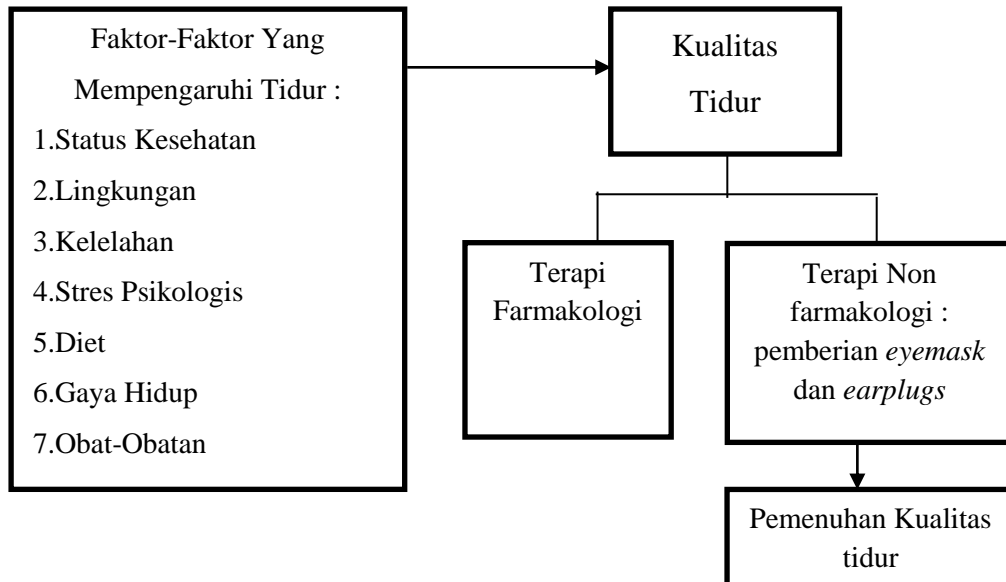 Faktor-Faktor Yang
Mempengaruhi Tidur :
1.Status Kesehatan
2.Lingkungan
3.Kelelahan
4.Stres Psikologis
5.Diet
6.Gaya Hidup
7.Obat-Obatan
Kualitas
Tidur
Terapi
Farmakologi
Terapi Non
farmakologi :
pemberian eyemask
dan earplugs
Pemenuhan Kualitas
tidur